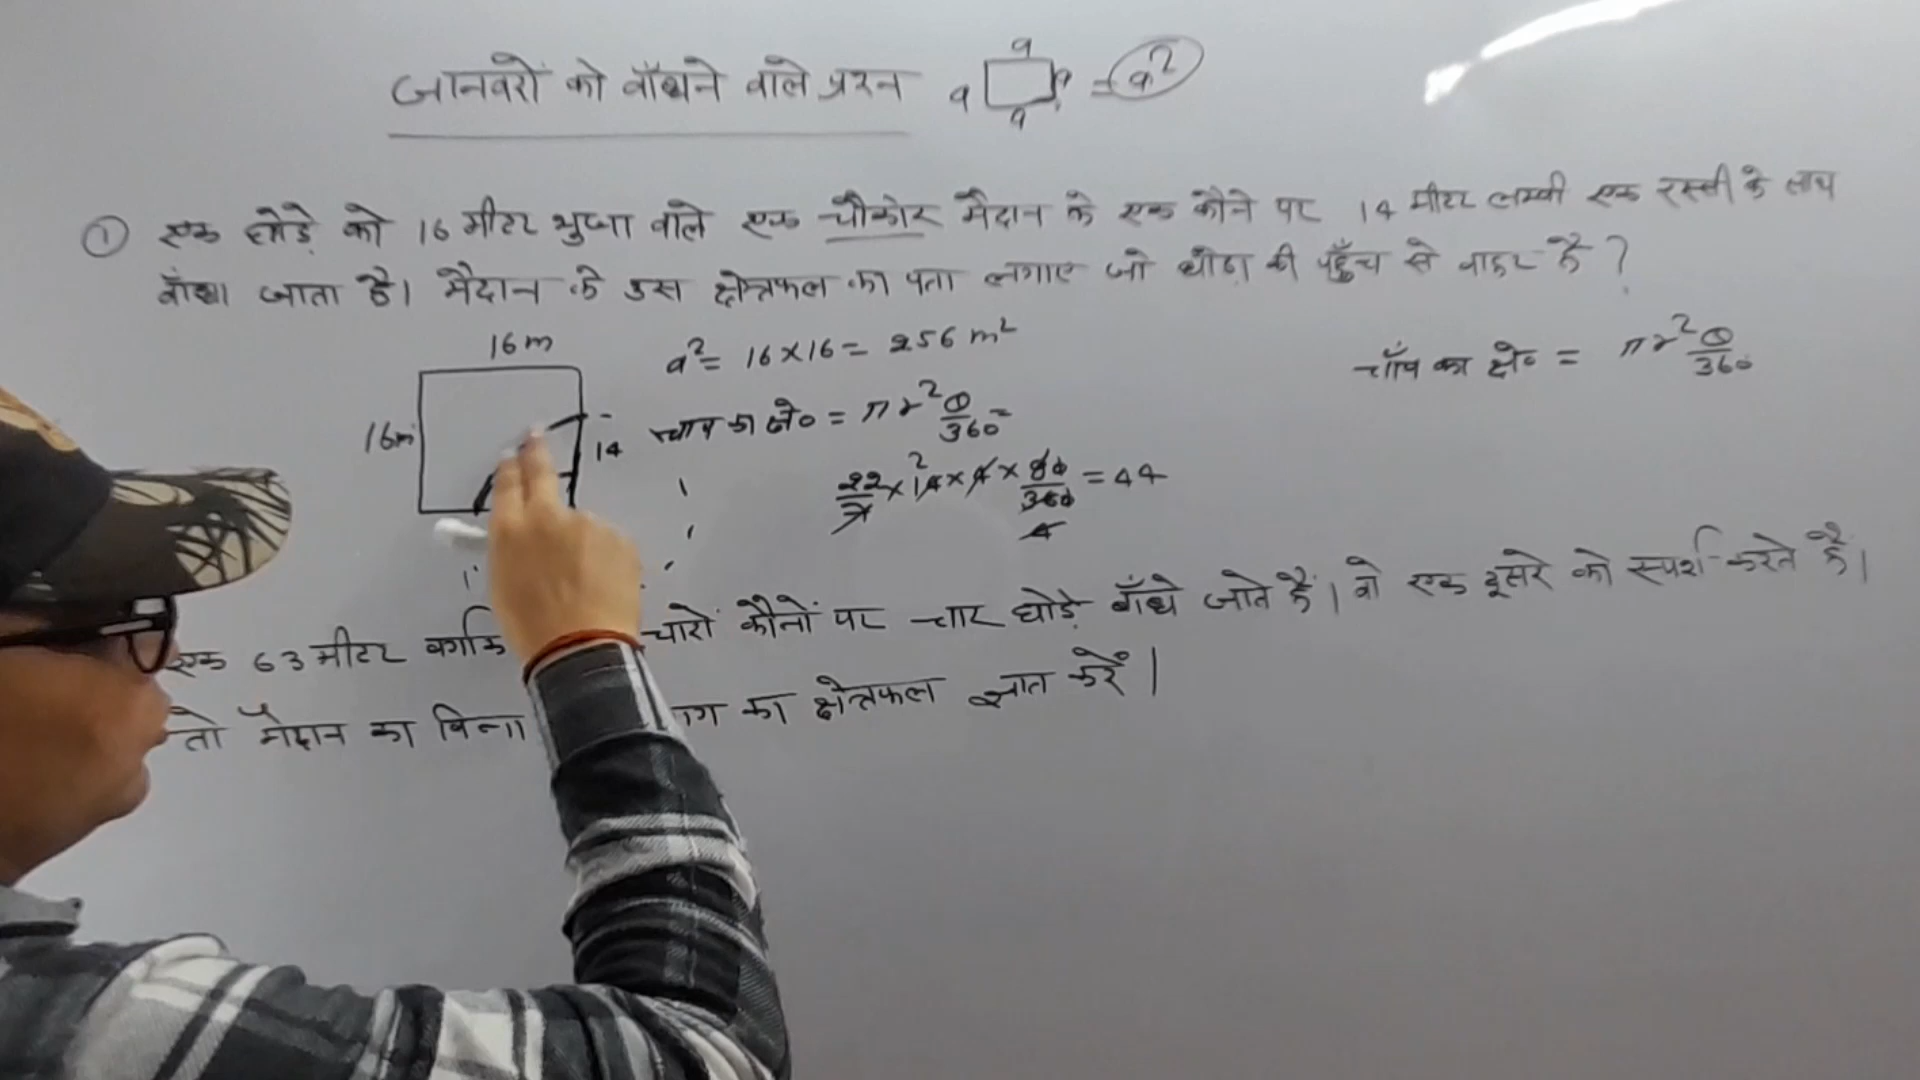 जानवरों को बाँधने वाले प्रश्न a a a a = a²
① एक घोड़े को 16 मीटर भुजा वाले एक चौकोर मैदान के एक कौने पर 14 मीटर लम्बी एक रस्सी के साथ
बाँधा जाता है। मैदान के उस क्षेत्रफल का पता लगाए जो घोड़ा की पहुँच से बाहर है?
16m
16m
14
a² = 16×16 = 256 m²
चाप का क्षे० = πr² θ/360 =
22/7 × 14 × × 90/360 = 44
2
4
चाँप का क्षे० = πr² θ/360
एक 63 मीटर चारों कौनों पर चार घोड़े बाँधे जाते हैं। वो एक दूसरे को स्पर्श करते है।
तो मैदान का बिना का क्षेत्रफल ज्ञात करें।